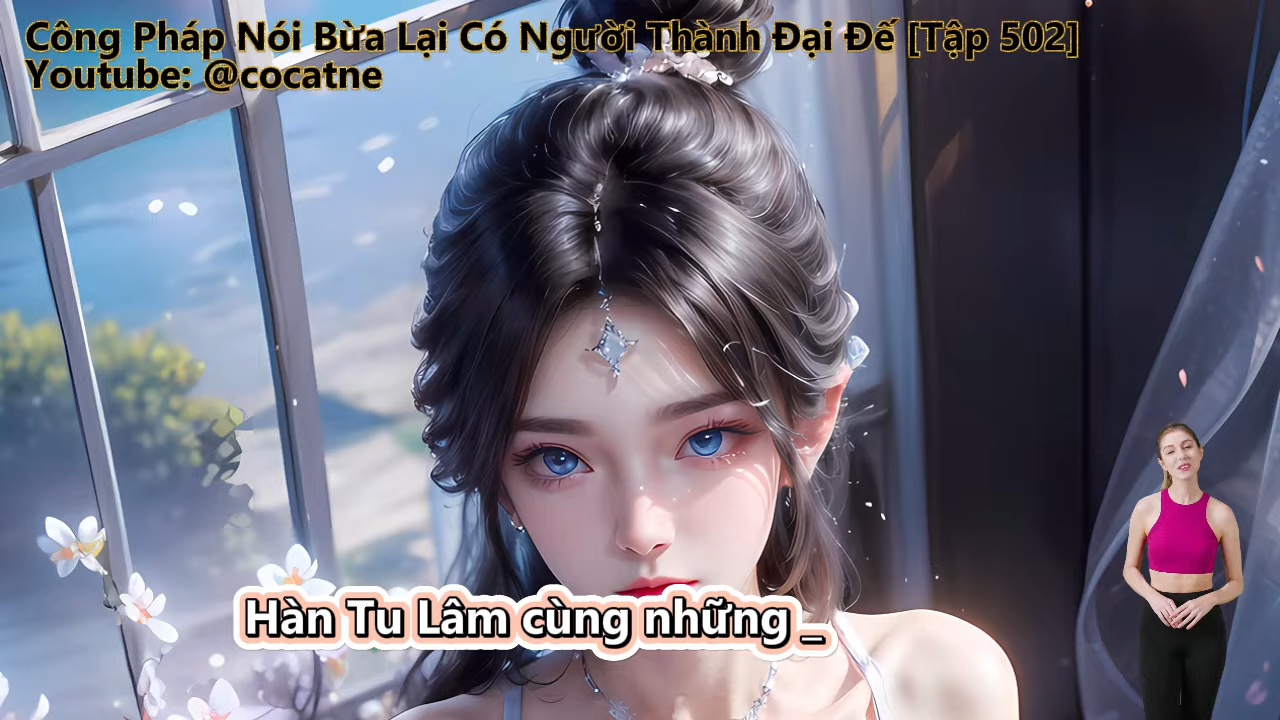 Công Pháp Nói Bừa Lại Có Người Thành Đại Đế [Tập 502]
Youtube: @cocatne
Hàn Tu Lâm cùng những _